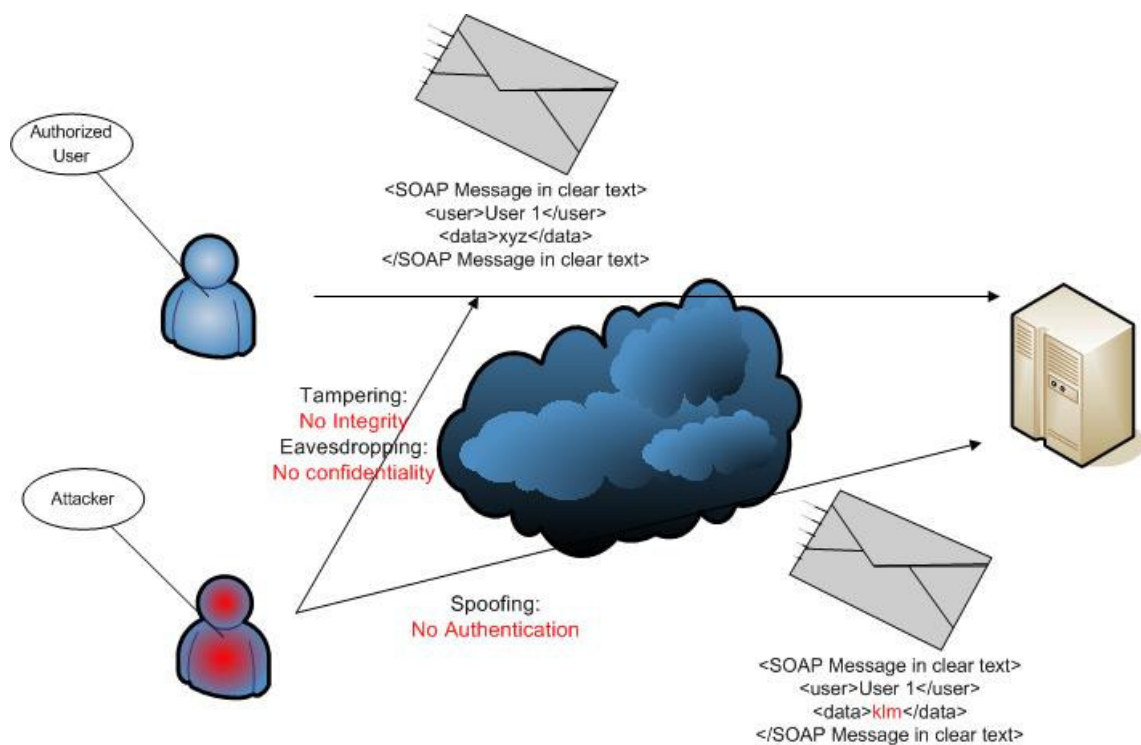 Authorized
User
<SOAP Message in clear text>
<user>User 1</user>
<data>xyz</data>
</SOAP Message in clear text>
Tampering:
No Integrity
Eavesdropping:
No confidentiality
Attacker
Spoofing:
No Authentication
<SOAP Message in clear text>
<user>User 1</user>
<data>klm</data>
</SOAP Message in clear text>